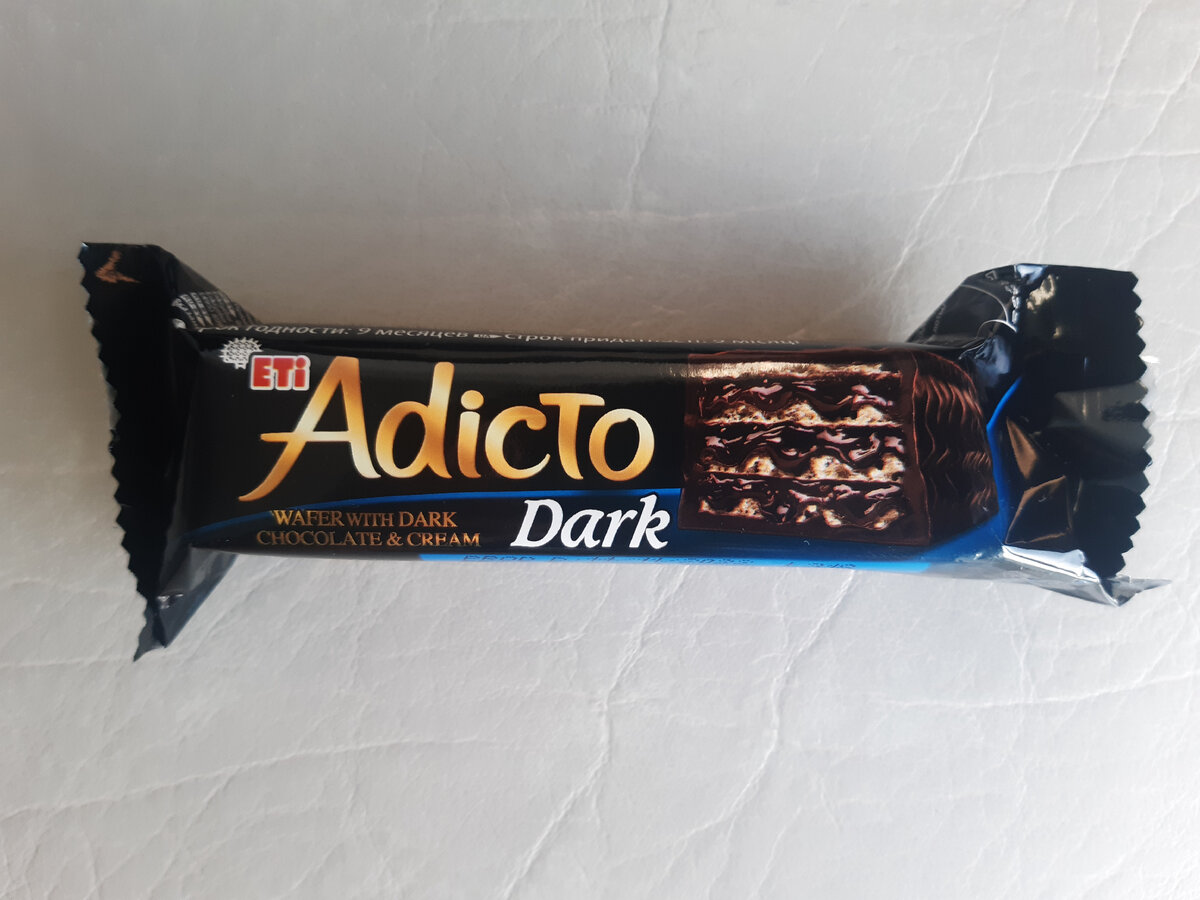 годности: 9 месяцев
ETi
Adicto
Dark
WAFER WITH DARK
CHOCOLATE & CREAM